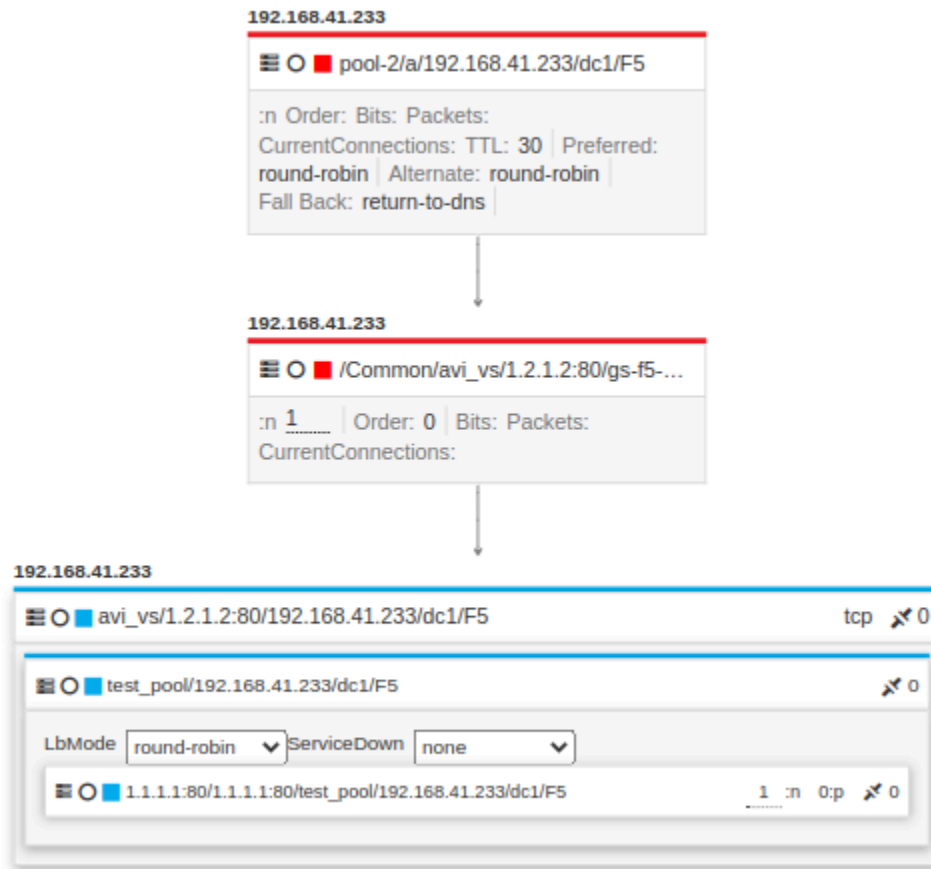 192.168.41.233
pool-2/a/192.168.41.233/dc1/F5
:n Order: Bits: Packets:
CurrentConnections: TTL: 30 Preferred:
round-robin Alternate: round-robin
Fall Back: return-to-dns
192.168.41.233
/Common/avi_vs/1.2.1.2:80/gs-f5-...
:n 1 Order: 0 Bits: Packets:
CurrentConnections:
192.168.41.233
avi_vs/1.2.1.2:80/192.168.41.233/dc1/F5 tcp 0
test_pool/192.168.41.233/dc1/F5 0
LbMode round-robin ServiceDown none
1.1.1.1:80/1.1.1.1:80/test_pool/192.168.41.233/dc1/F5 1 :n 0:p 0